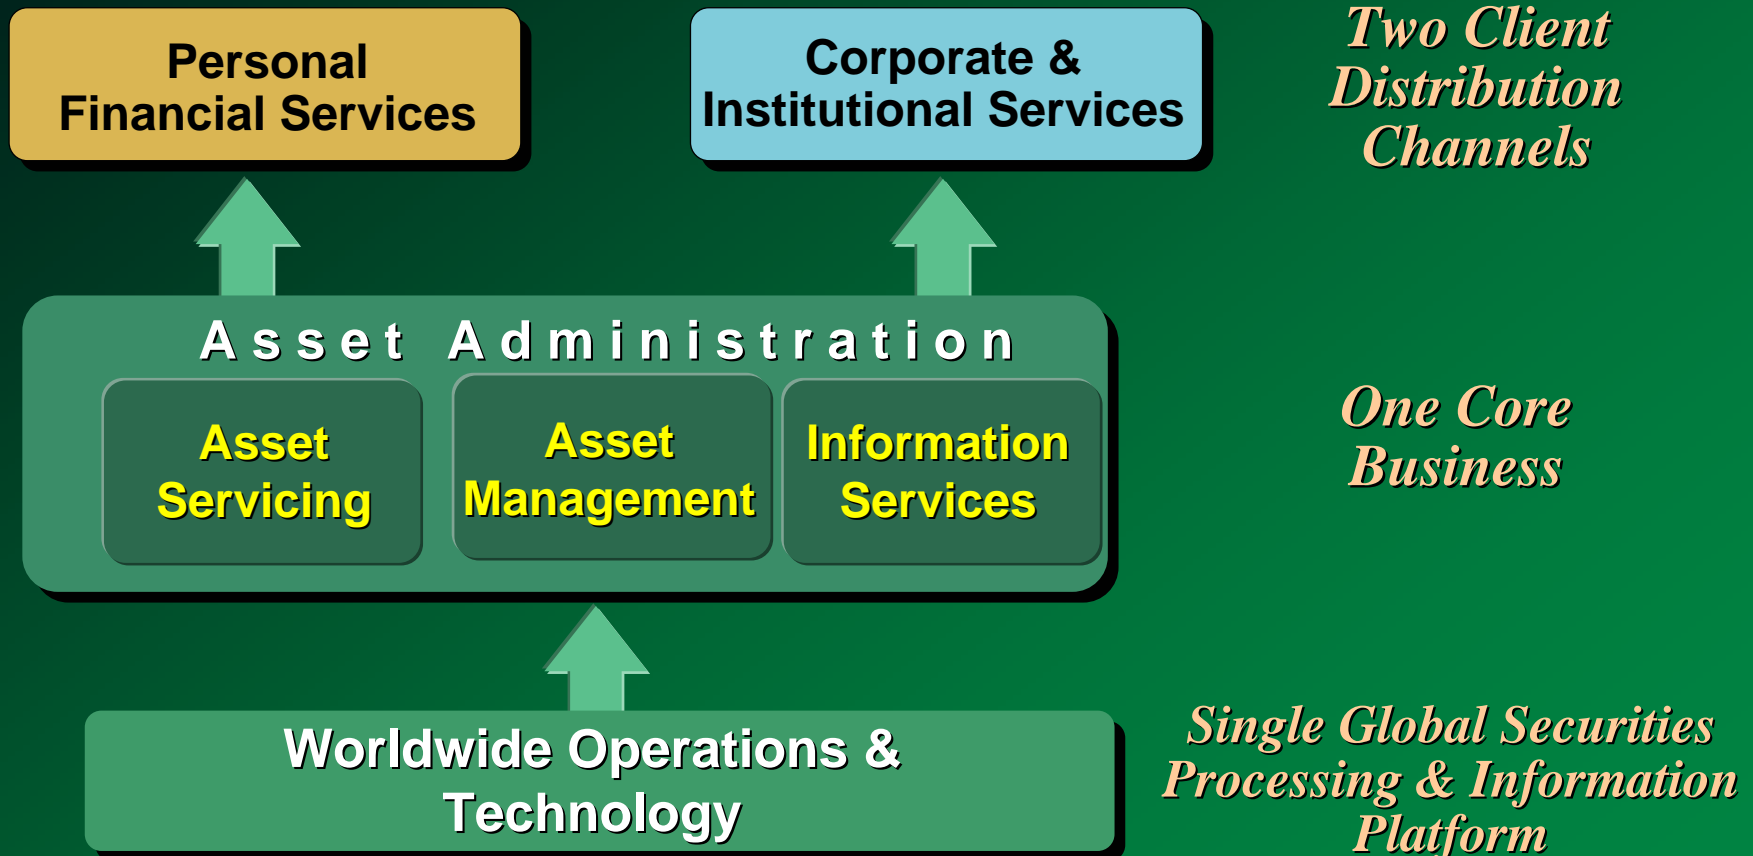 Personal
Financial Services
Corporate &
Institutional Services
Two Client
Distribution
Channels
Asset Administration
Asset
Servicing
Asset
Management
Information
Services
One Core
Business
Worldwide Operations &
Technology
Single Global Securities
Processing & Information
Platform